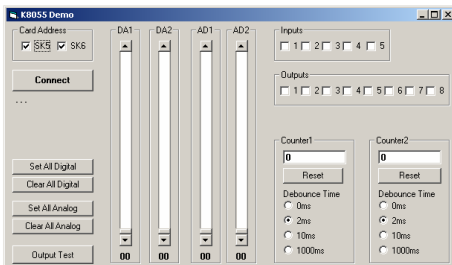 K8055 Demo
Card Address
SK5 SK6
Connect
...
Set All Digital
Clear All Digital
Set All Analog
Clear All Analog
Output Test
DA1 DA2 AD1 AD2
00 00 00 00
Inputs
1 2 3 4 5
Outputs
1 2 3 4 5 6 7 8
Counter1
0
Reset
Debounce Time
0ms
2ms
10ms
1000ms
Counter2
0
Reset
Debounce Time
0ms
2ms
10ms
1000ms